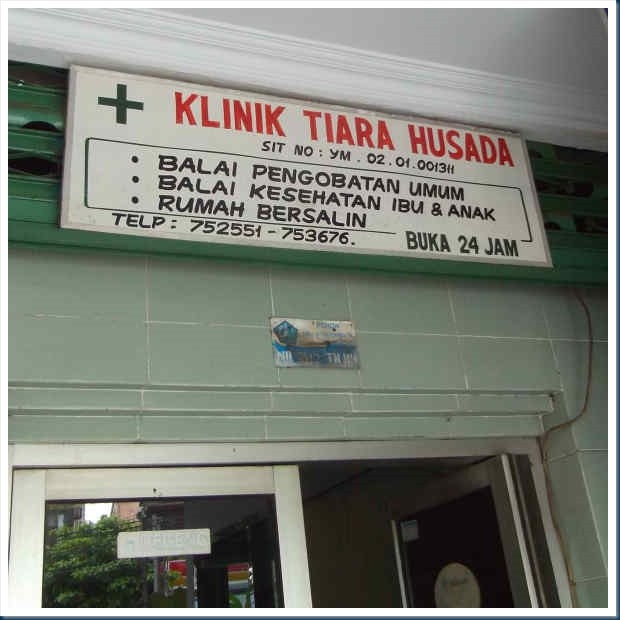 KLINIK TIARA HUSADA
SIT NO : YM . 02 . 01 . 001311
• BALAI PENGOBATAN UMUM
• BALAI KESEHATAN IBU & ANAK
• RUMAH BERSALIN
TELP : 752551 - 753676.
BUKA 24 JAM